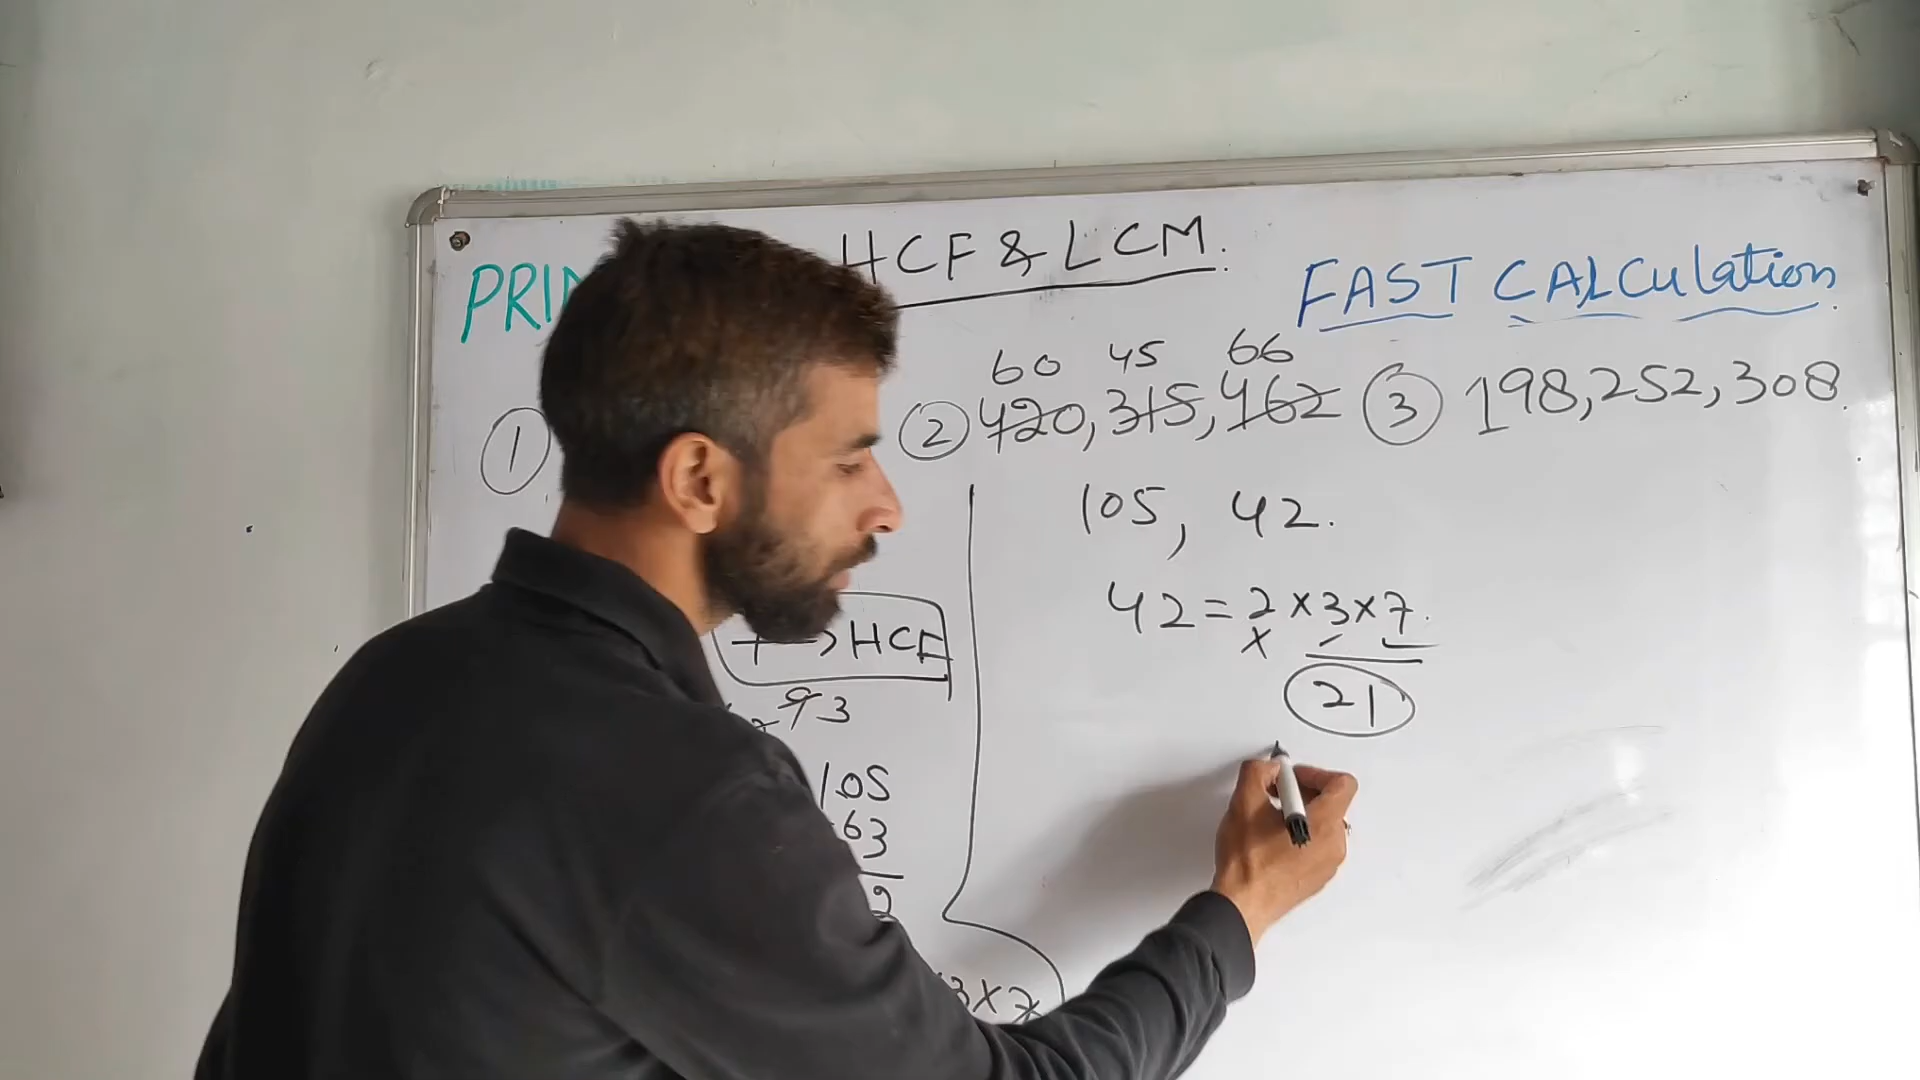 HCF & LCM.
PRI
FAST CALCulation
60 45 66
① ② 420, 315, 462 ③ 198, 252, 308.
105, 42.
42 = 2 × 3 × 7.
×
→ HCF
21
93
105
63
2
3 × 7